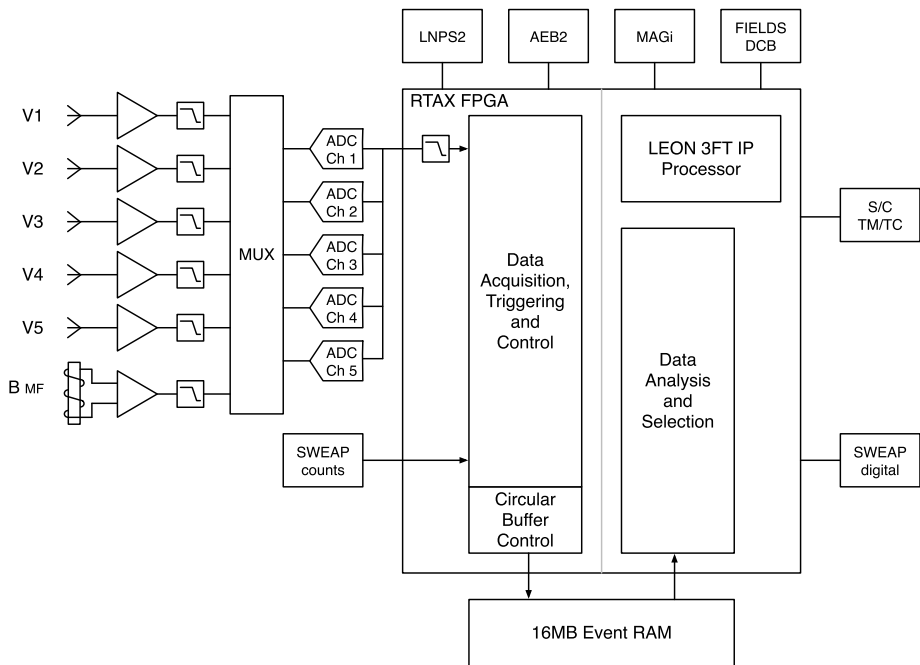 LNPS2
AEB2
MAGi
FIELDS
DCB
RTAX FPGA
V1
V2
V3
V4
V5
B MF
MUX
ADC
Ch 1
ADC
Ch 2
ADC
Ch 3
ADC
Ch 4
ADC
Ch 5
SWEAP
counts
Data
Acquisition,
Triggering
and
Control
Circular
Buffer
Control
LEON 3FT IP
Processor
Data
Analysis
and
Selection
S/C
TM/TC
SWEAP
digital
16MB Event RAM